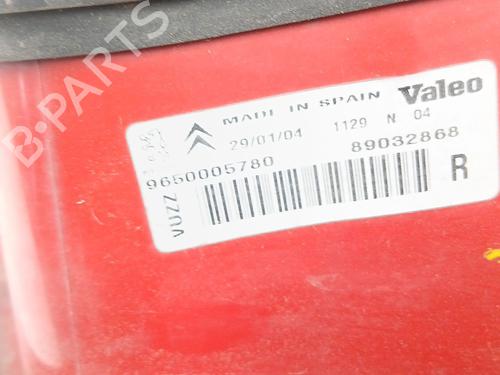 MADE IN SPAIN Valeo
29/01/04 1129 N 04
9650005780 89032868
VUZZ
R
B-PARTS